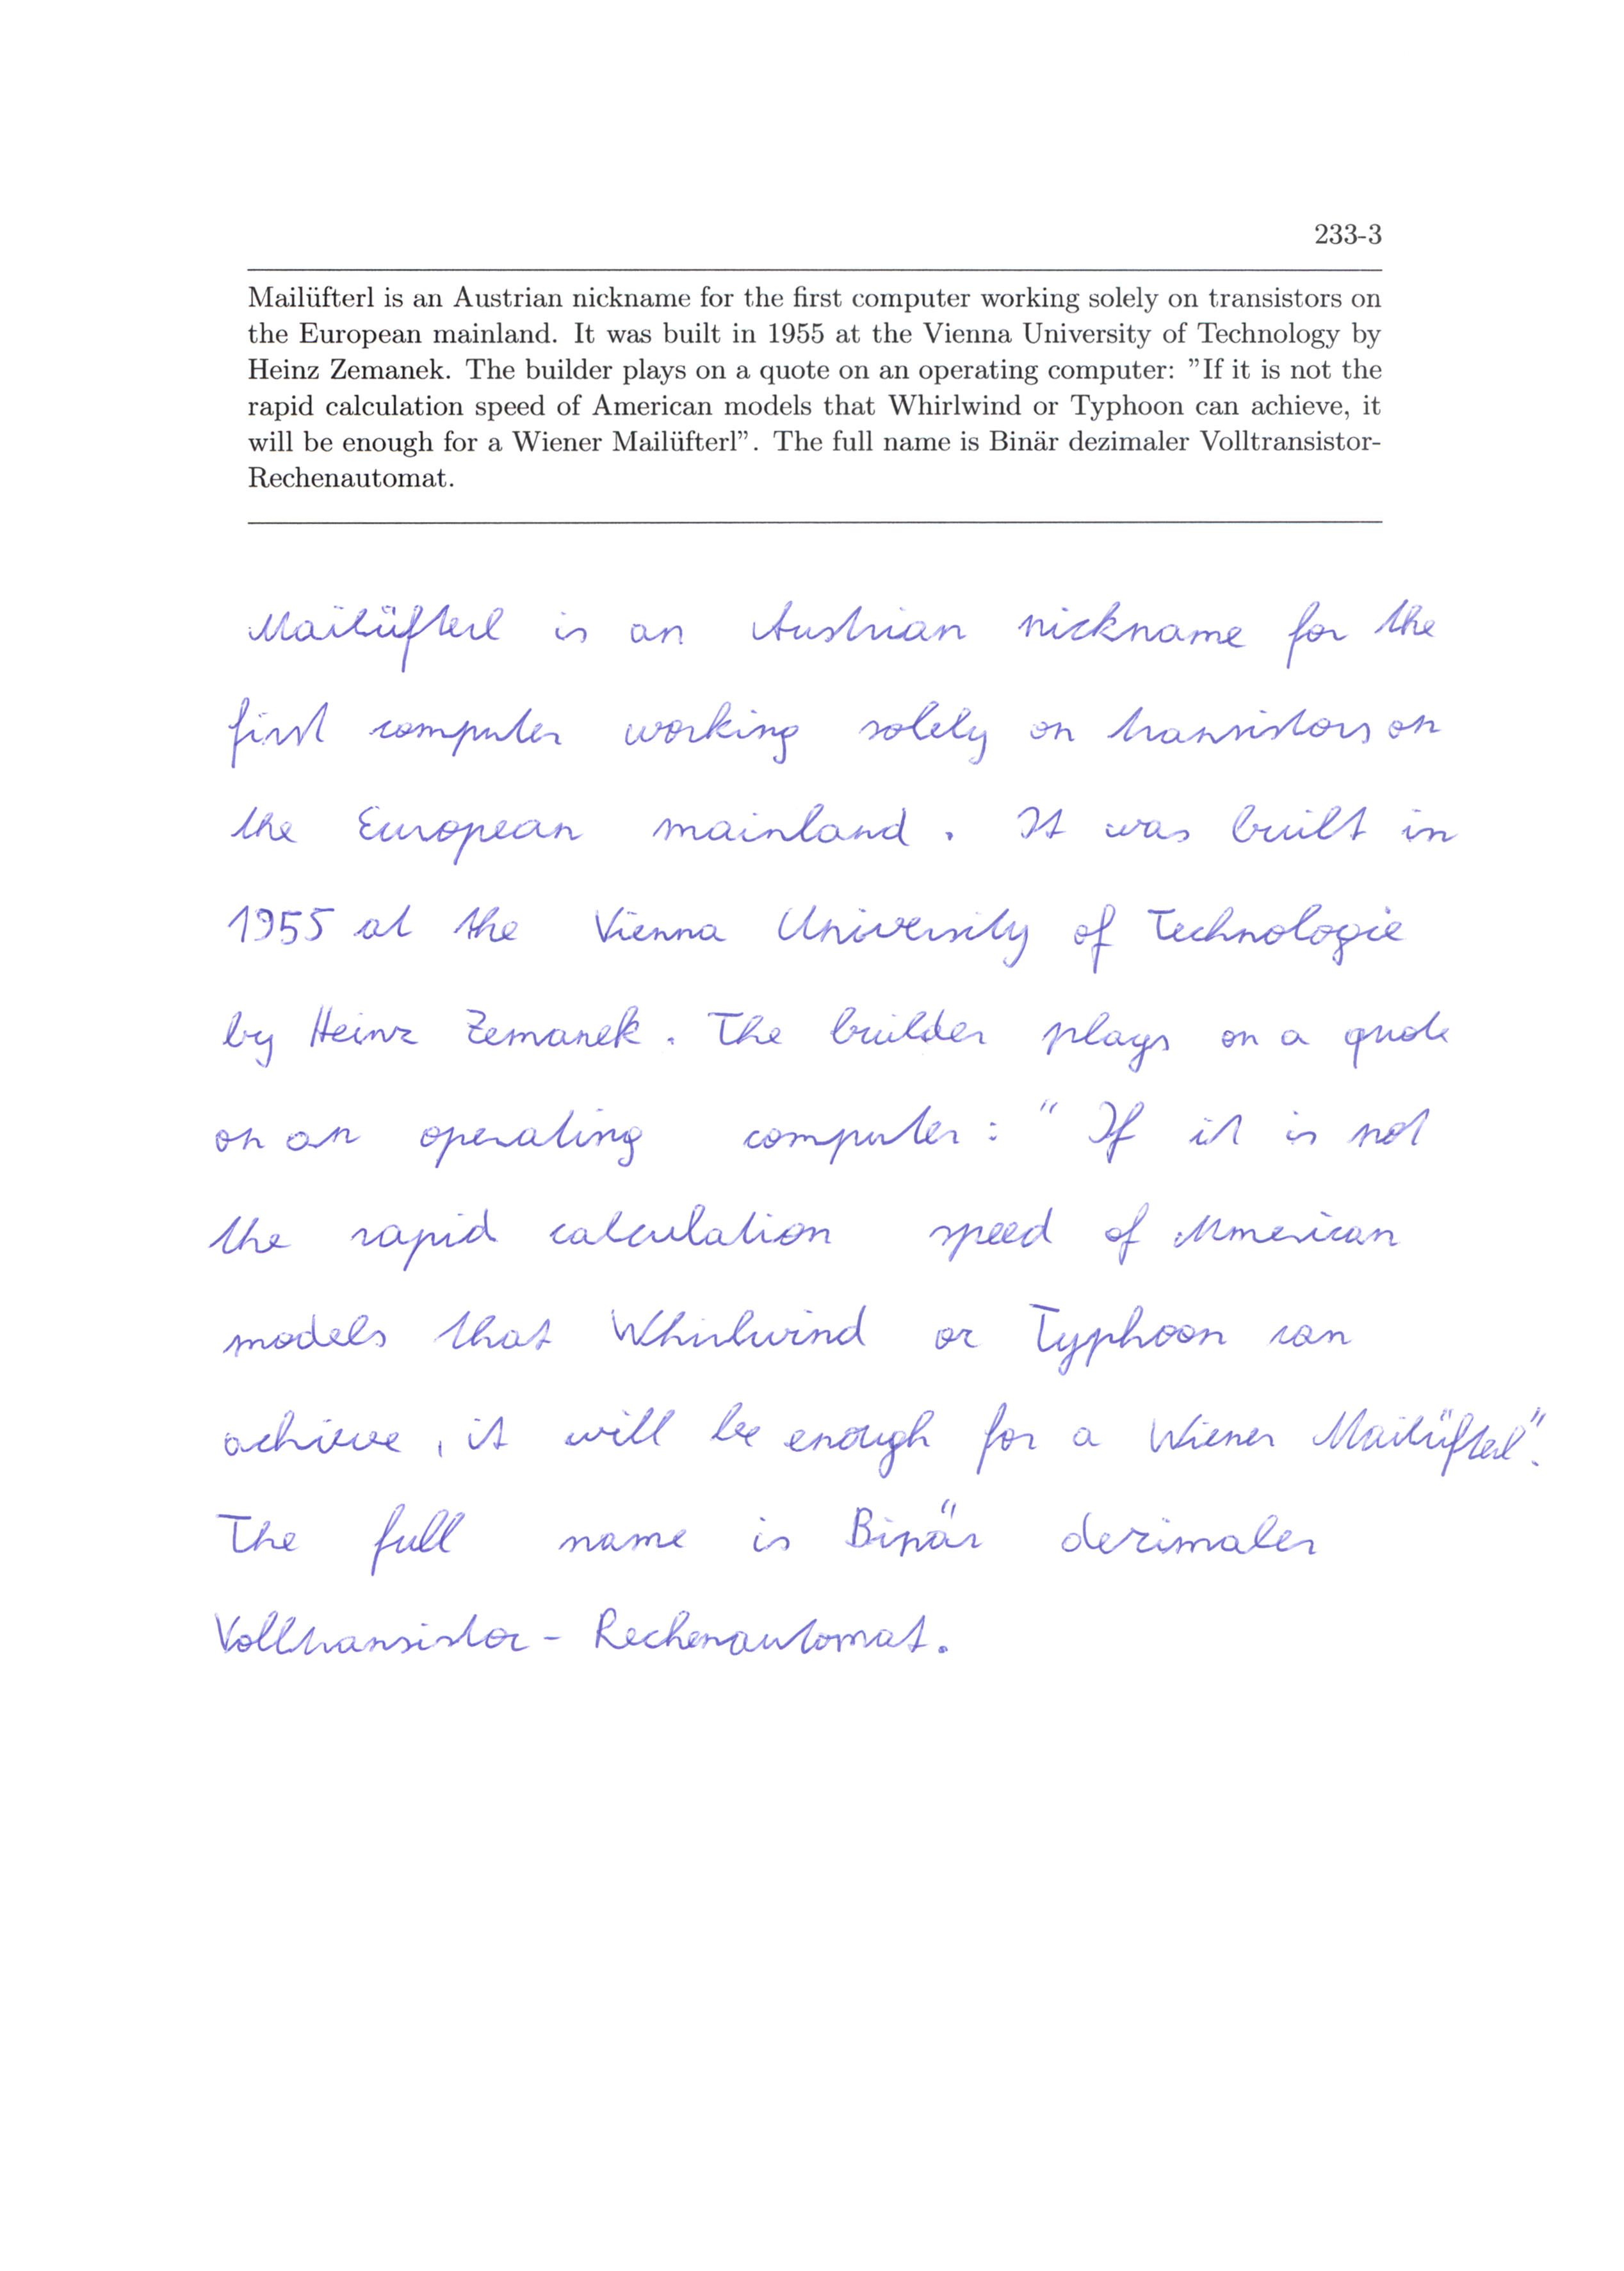 233-3
Mailüfterl is an Austrian nickname for the first computer working solely on transistors on
the European mainland. It was built in 1955 at the Vienna University of Technology by
Heinz Zemanek. The builder plays on a quote on an operating computer: ”If it is not the
rapid calculation speed of American models that Whirlwind or Typhoon can achieve, it
will be enough for a Wiener Mailüfterl”. The full name is Binär dezimaler Volltransistor-
Rechenautomat.
Mailüfterl is an Austrian nickname for the
first computer working solely on transistors on
the European mainland. It was built in
1955 at the Vienna University of Technologie
by Heinz Zemanek. The builder plays on a quote
on an operating computer: " If it is not
the rapid calculation speed of American
models that Whirlwind or Typhoon can
achieve, it will be enough for a Wiener Mailüfterl".
The full name is Binär dezimaler
Volltransistor - Rechenautomat.